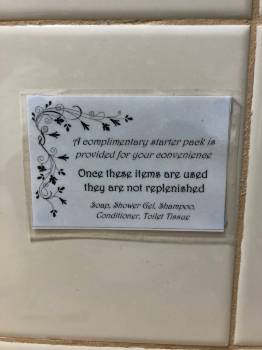 A complimentary starter pack is
provided for your convenience
Once these items are used
they are not replenished
Soap, Shower Gel, Shampoo,
Conditioner, Toilet Tissue